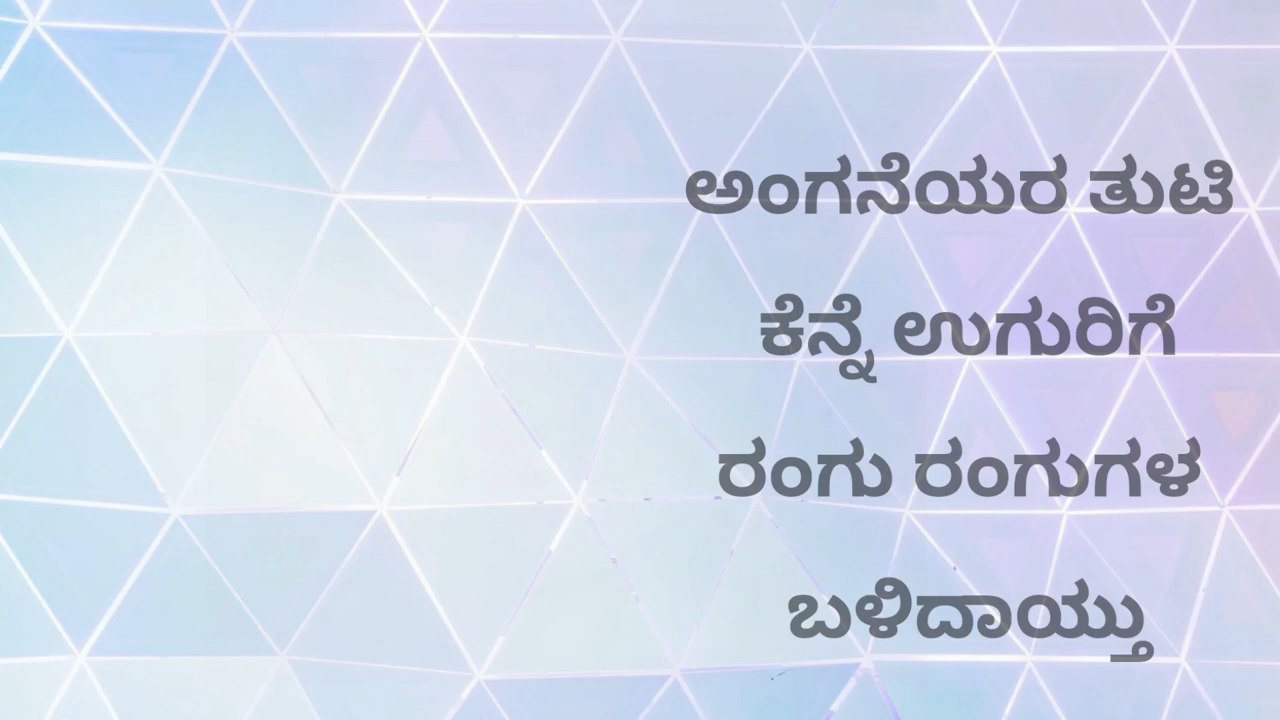 ಅಂಗನೆಯರ ತುಟಿ
ಕೆನ್ನೆ ಉಗುರಿಗೆ
ರಂಗು ರಂಗುಗಳ
ಬಳಿದಾಯ್ತು